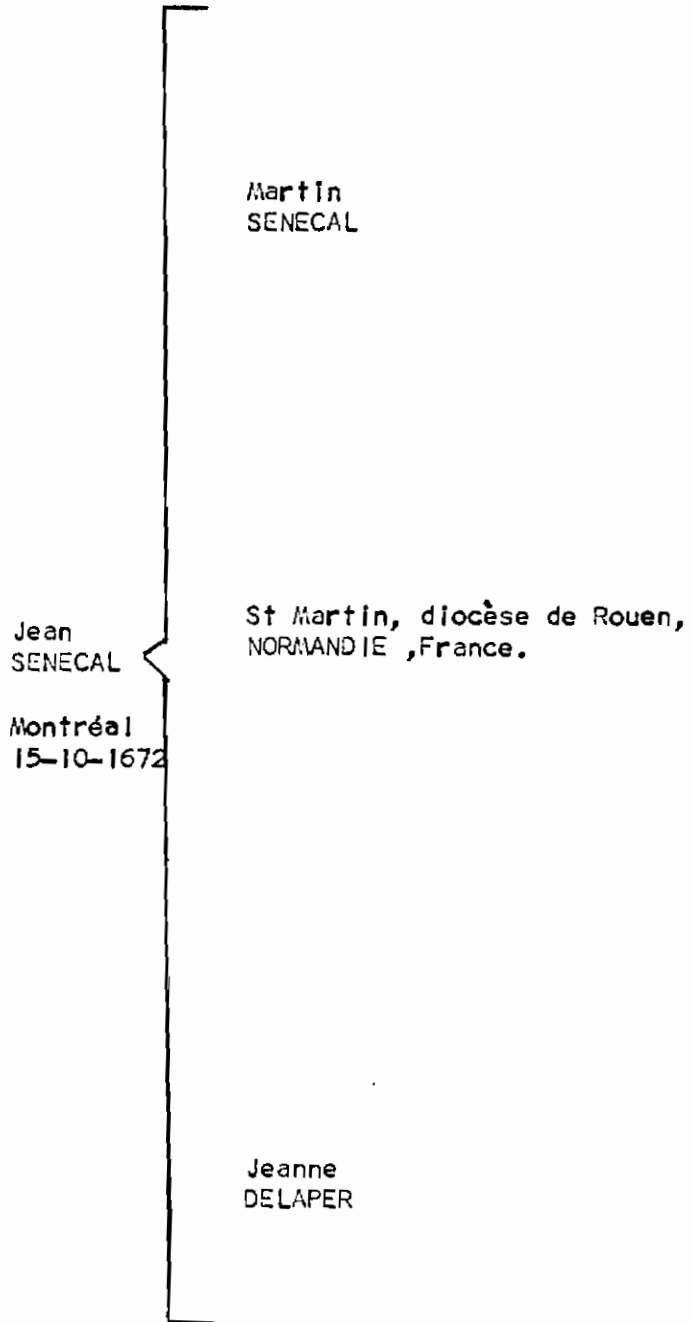 Martin
SENECAL
St Martin, diocèse de Rouen,
NORMANDIE ,France.
Jean
SENECAL
Montréal
15-10-1672
Jeanne
DELAPER